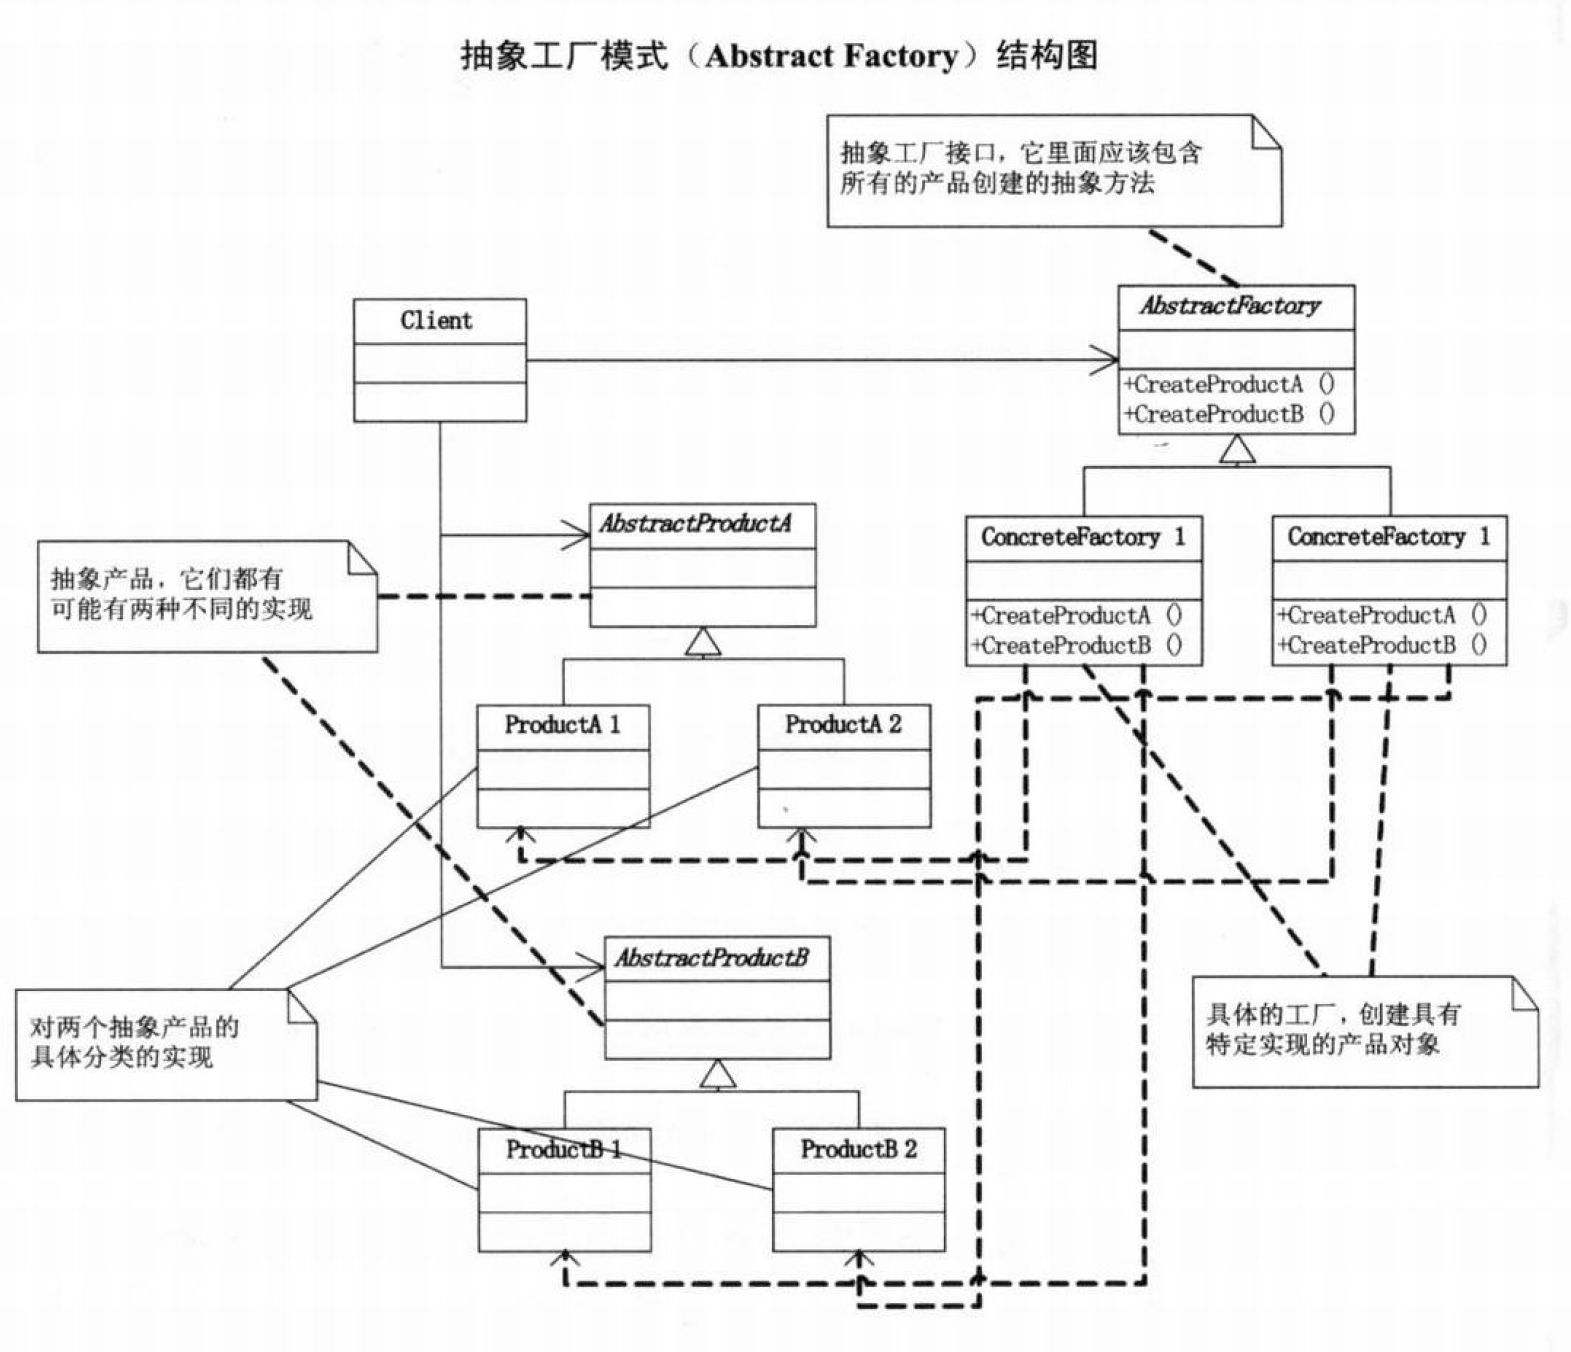 抽象工厂模式（Abstract Factory）结构图
抽象工厂接口，它里面应该包含
所有的产品创建的抽象方法
Client
AbstractFactory
+CreateProductA ()
+CreateProductB ()
AbstractProductA
ConcreteFactory 1
+CreateProductA ()
+CreateProductB ()
ConcreteFactory 1
+CreateProductA ()
+CreateProductB ()
抽象产品，它们都有
可能有两种不同的实现
ProductA 1
ProductA 2
AbstractProductB
对两个抽象产品的
具体分类的实现
具体的工厂，创建具有
特定实现的产品对象
ProductB 1
ProductB 2